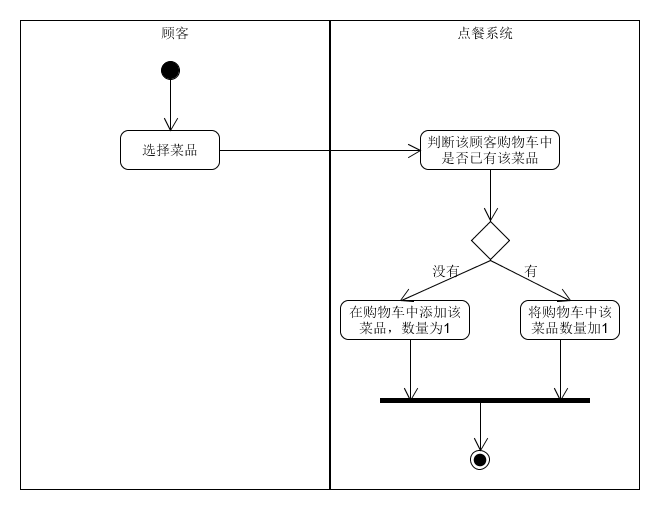 顾客
点餐系统
选择菜品
判断该顾客购物车中
是否已有该菜品
没有
有
在购物车中添加该
菜品，数量为1
将购物车中该
菜品数量加1